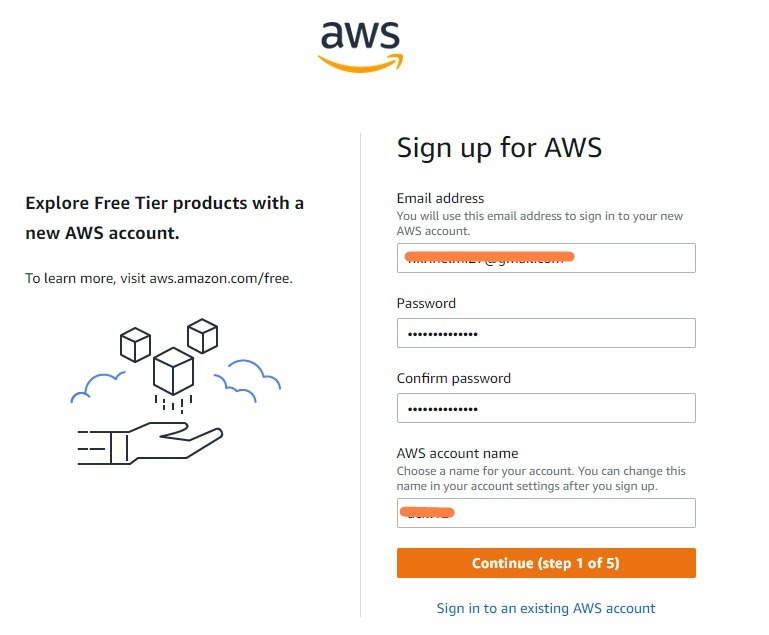 aws
Explore Free Tier products with a
new AWS account.
To learn more, visit aws.amazon.com/free.
Sign up for AWS
Email address
You will use this email address to sign in to your new
AWS account.
Password
••••••••••••••
Confirm password
••••••••••••••
AWS account name
Choose a name for your account. You can change this
name in your account settings after you sign up.
Continue (step 1 of 5)
Sign in to an existing AWS account